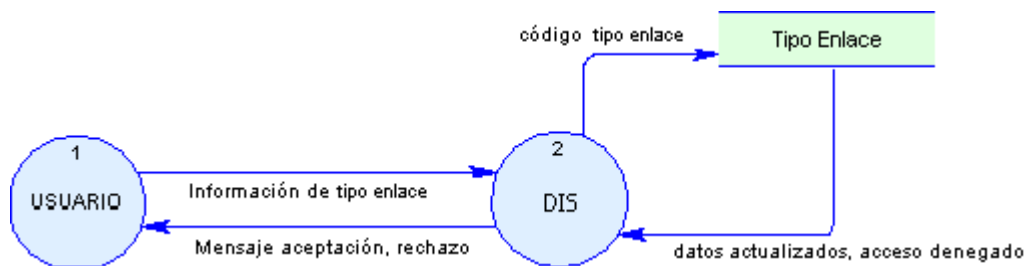 código tipo enlace
Tipo Enlace
1
USUARIO
Información de tipo enlace
Mensaje aceptación, rechazo
2
DIS
datos actualizados, acceso denegado